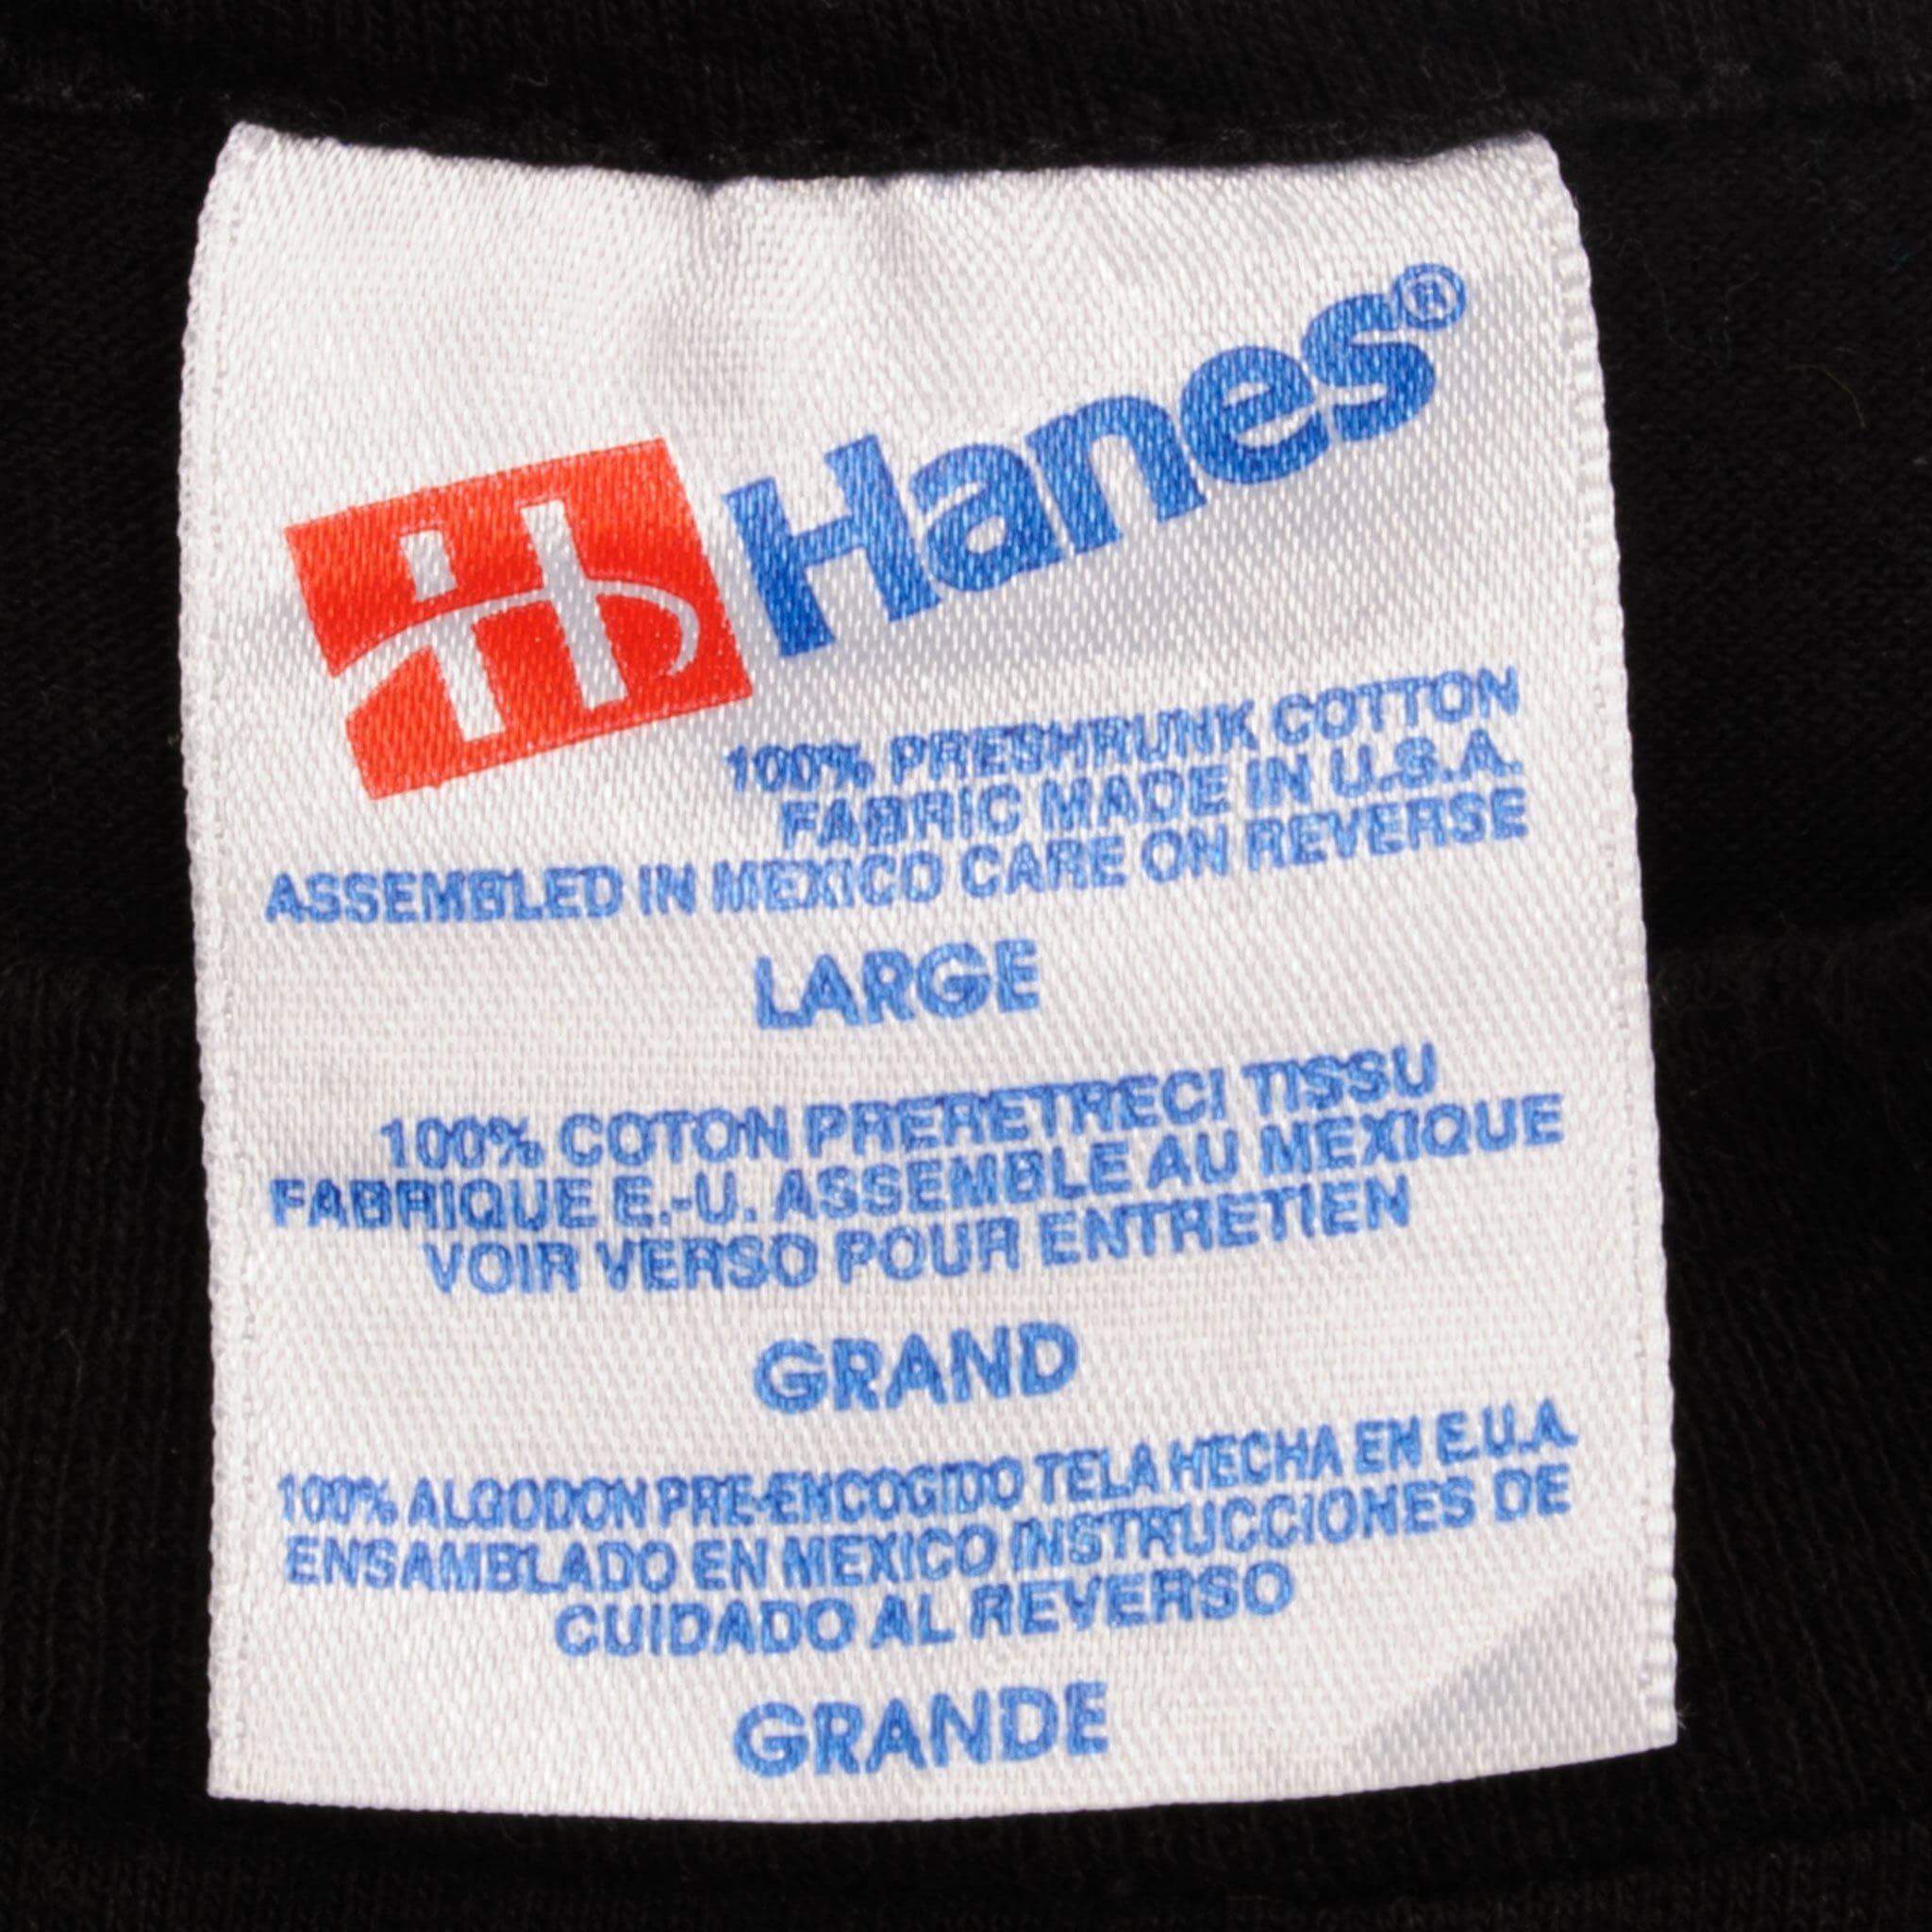 Hanes®
100% PRESHRUNK COTTON
FABRIC MADE IN U.S.A.
ASSEMBLED IN MEXICO CARE ON REVERSE
LARGE
100% COTON PRERETRECI TISSU
FABRIQUE E.-U. ASSEMBLE AU MEXIQUE
VOIR VERSO POUR ENTRETIEN
GRAND
100% ALGODON PRE-ENCOGIDO TELA HECHA EN E.U.A.
ENSAMBLADO EN MEXICO INSTRUCCIONES DE
CUIDADO AL REVERSO
GRANDE